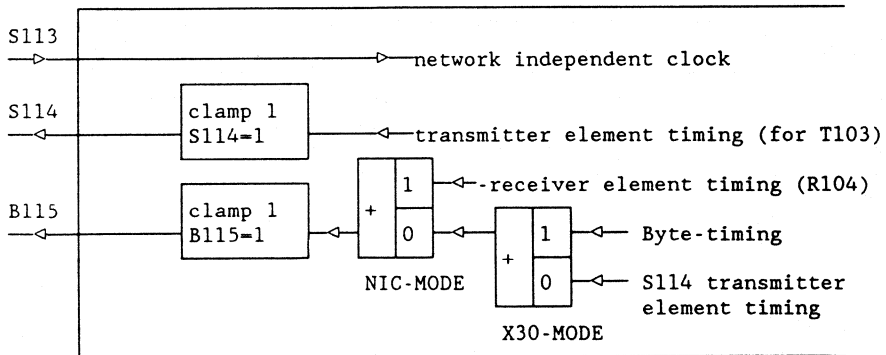 S113
network independent clock
S114
clamp 1
S114=1
transmitter element timing (for T103)
1
-receiver element timing (R104)
B115
clamp 1
B115=1
+
0
1
Byte-timing
+
NIC-MODE
0
S114 transmitter
element timing
X30-MODE